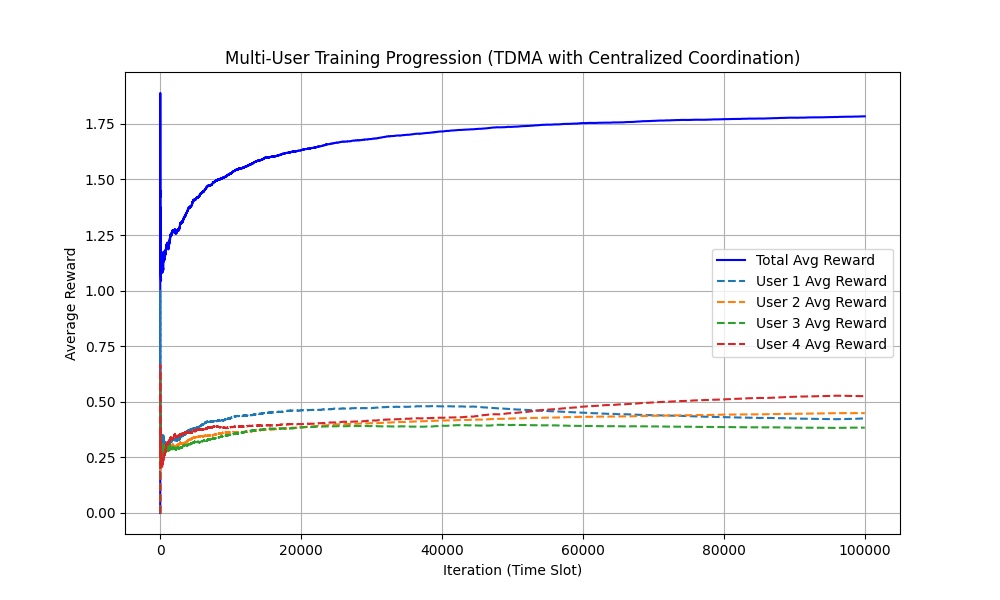 Multi-User Training Progression (TDMA with Centralized Coordination)
Average Reward
1.75
1.50
1.25
1.00
0.75
0.50
0.25
0.00
Total Avg Reward
User 1 Avg Reward
User 2 Avg Reward
User 3 Avg Reward
User 4 Avg Reward
0 20000 40000 60000 80000 100000
Iteration (Time Slot)